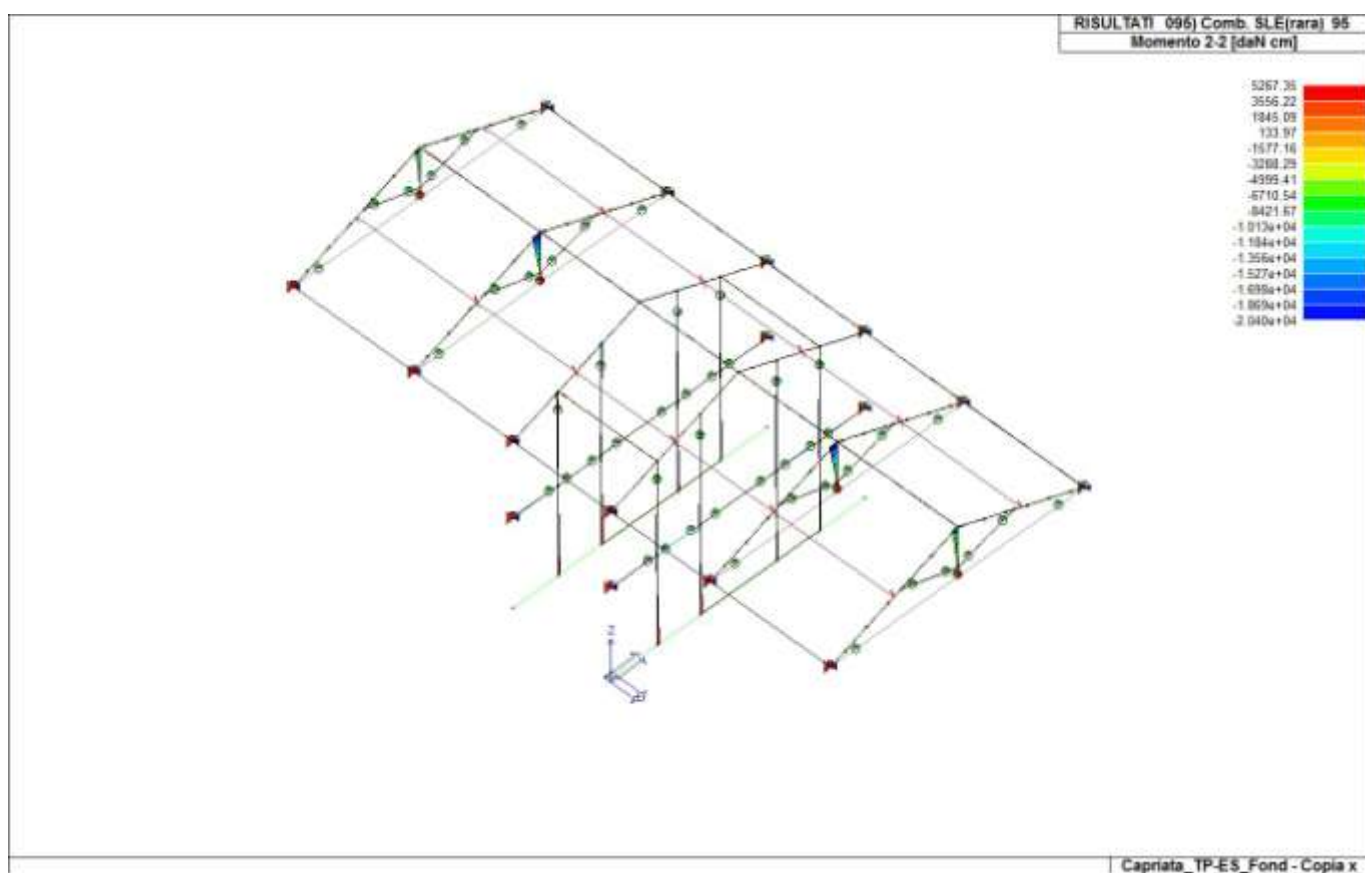 RISULTATI 095) Comb. SLE(rara) 95
Momento 2-2 [daN cm]
5267.35
3556.22
1845.09
133.97
-1577.16
-3288.29
-4999.41
-6710.54
-8421.67
-1.013e+04
-1.184e+04
-1.356e+04
-1.527e+04
-1.698e+04
-1.869e+04
-2.040e+04
Capriata_TP-ES_Fond - Copia x